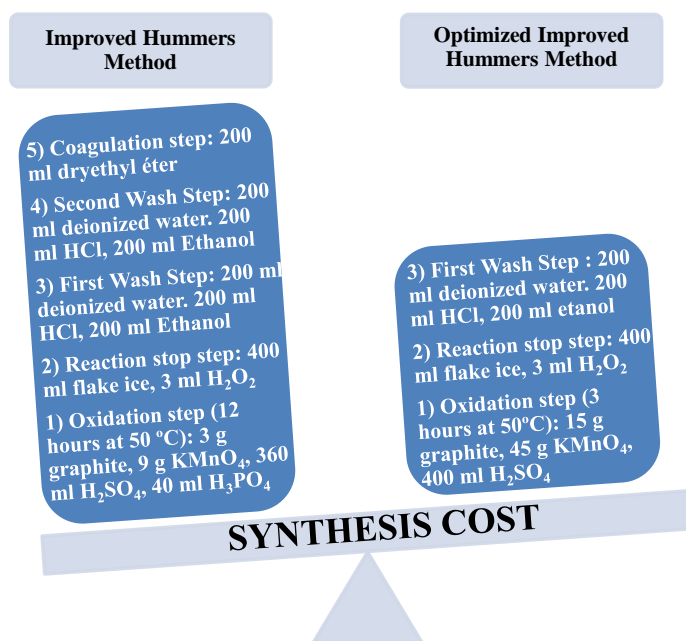 Improved Hummers
Method
Optimized Improved
Hummers Method
5) Coagulation step: 200
ml dryethyl éter
4) Second Wash Step: 200
ml deionized water. 200
ml HCl, 200 ml Ethanol
3) First Wash Step: 200 ml
deionized water. 200 ml
HCl, 200 ml Ethanol
2) Reaction stop step: 400
ml flake ice, 3 ml H₂O₂
1) Oxidation step (12
hours at 50 ºC): 3 g
graphite, 9 g KMnO₄, 360
ml H₂SO₄, 40 ml H₃PO₄
3) First Wash Step : 200
ml deionized water. 200
ml HCl, 200 ml etanol
2) Reaction stop step: 400
ml flake ice, 3 ml H₂O₂
1) Oxidation step (3
hours at 50ºC): 15 g
graphite, 45 g KMnO₄,
400 ml H₂SO₄
SYNTHESIS COST